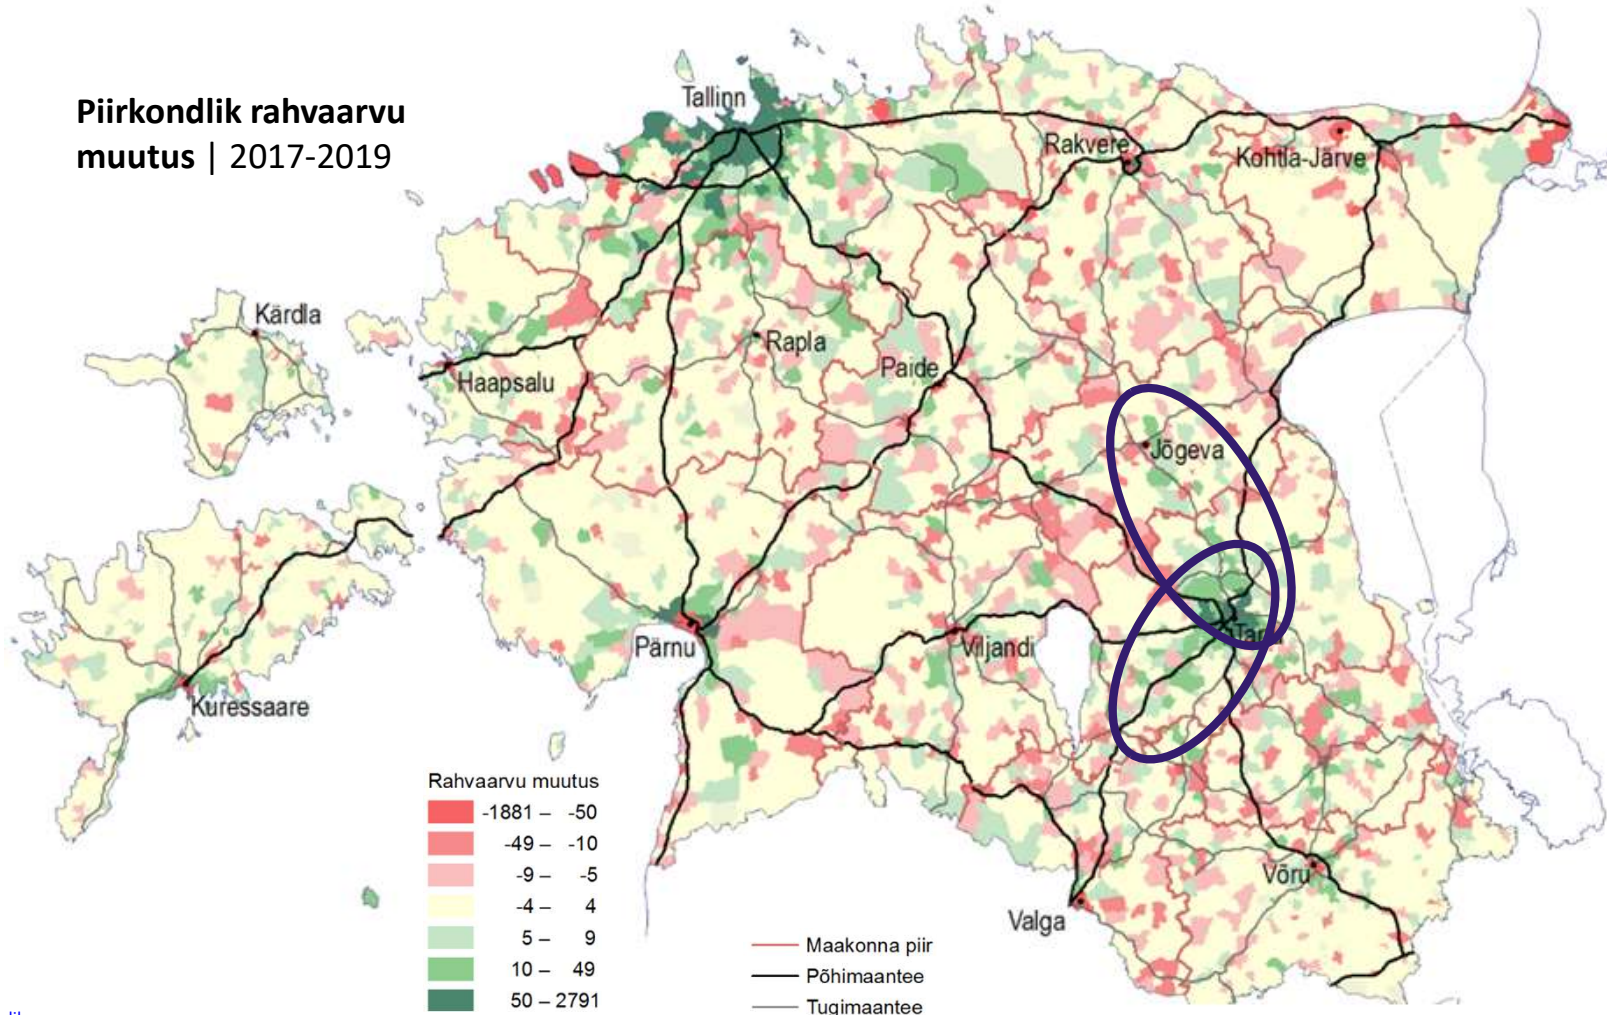 Piirkondlik rahvaarvu
muutus | 2017-2019
Tallinn
Rakvere
Kohtla-Järve
Kärdla
Rapla
Paide
Haapsalu
Jõgeva
Pärnu
Viljandi
Tartu
Kuressaare
Võru
Valga
Rahvaarvu muutus
-1881 – -50
-49 – -10
-9 – -5
-4 – 4
5 – 9
10 – 49
50 – 2791
Maakonna piir
Põhimaantee
Tugimaantee